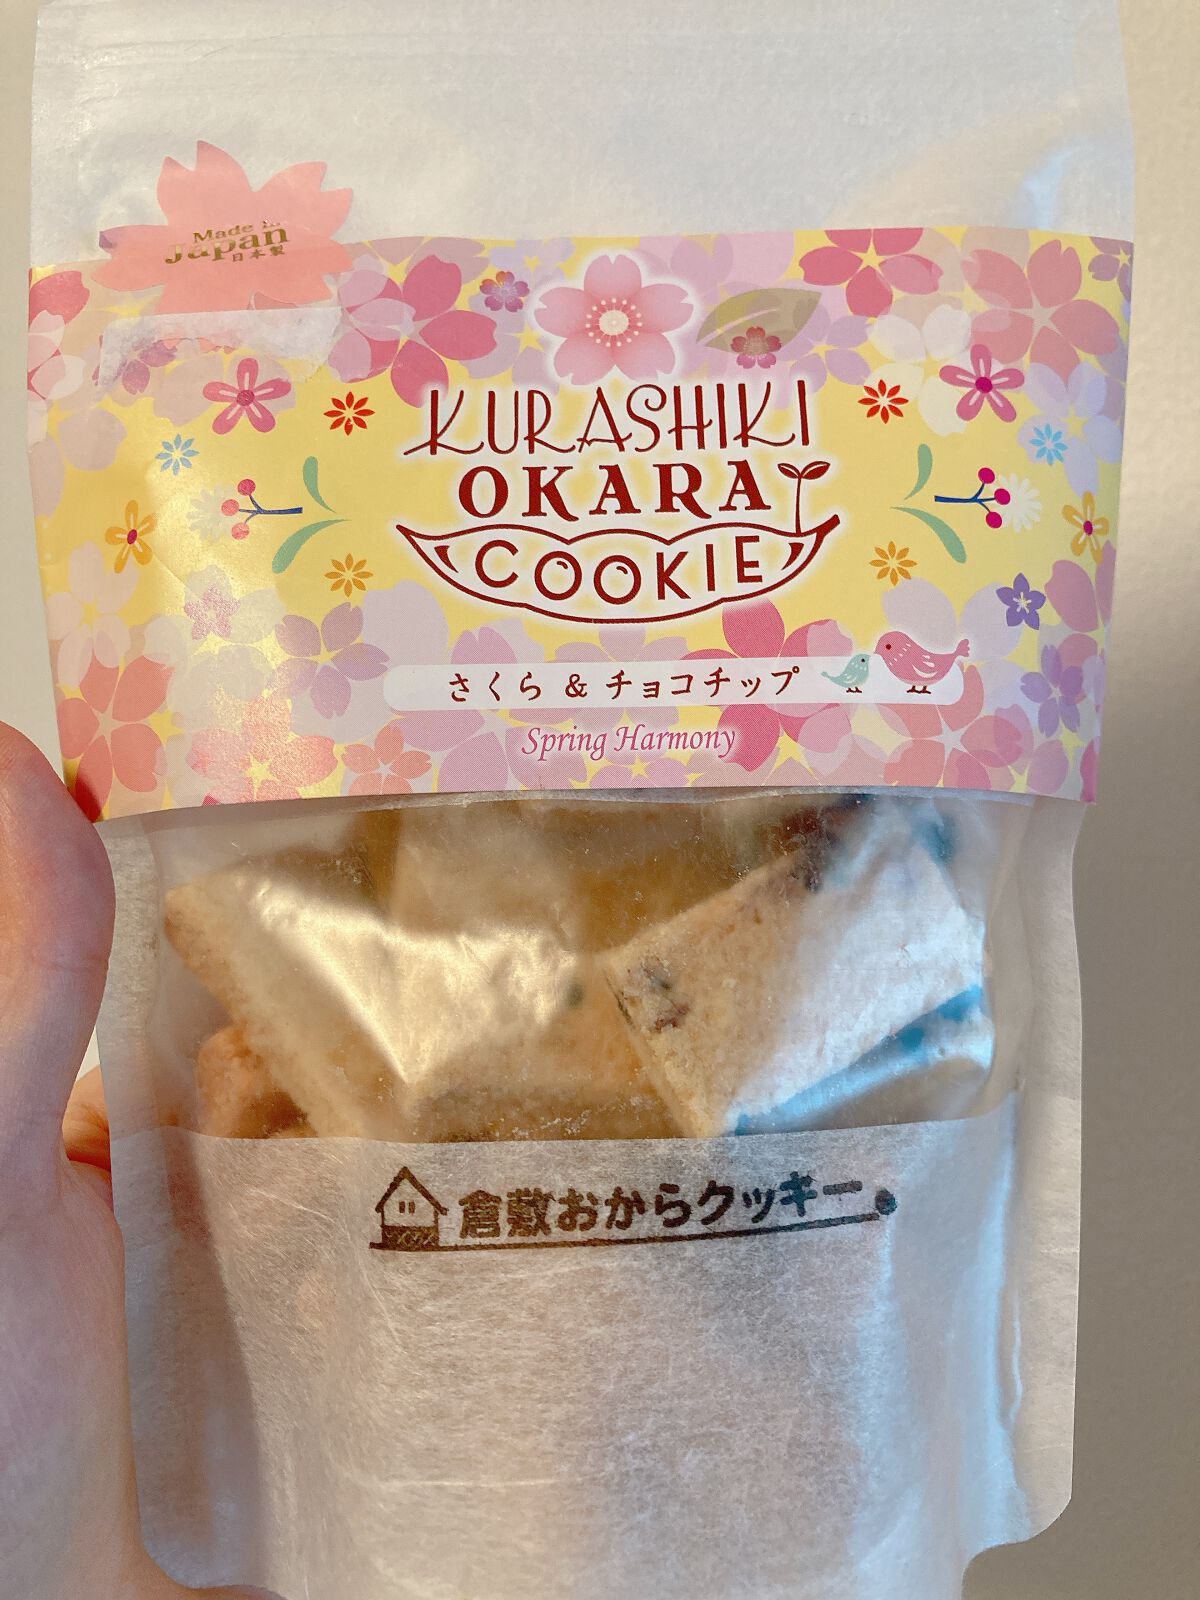 Made in
Japan
日本製
KURASHIKI
OKARA
COOKIE
さくら & チョコチップ
Spring Harmony
倉敷おからクッキー